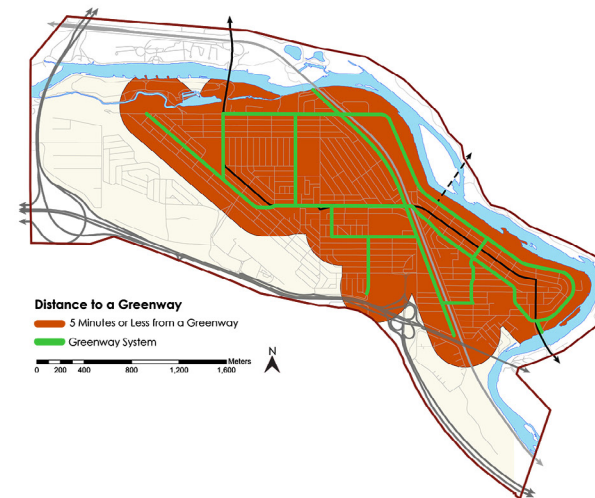 Distance to a Greenway
5 Minutes or Less from a Greenway
Greenway System
N
Meters
0 200 400 800 1,200 1,600